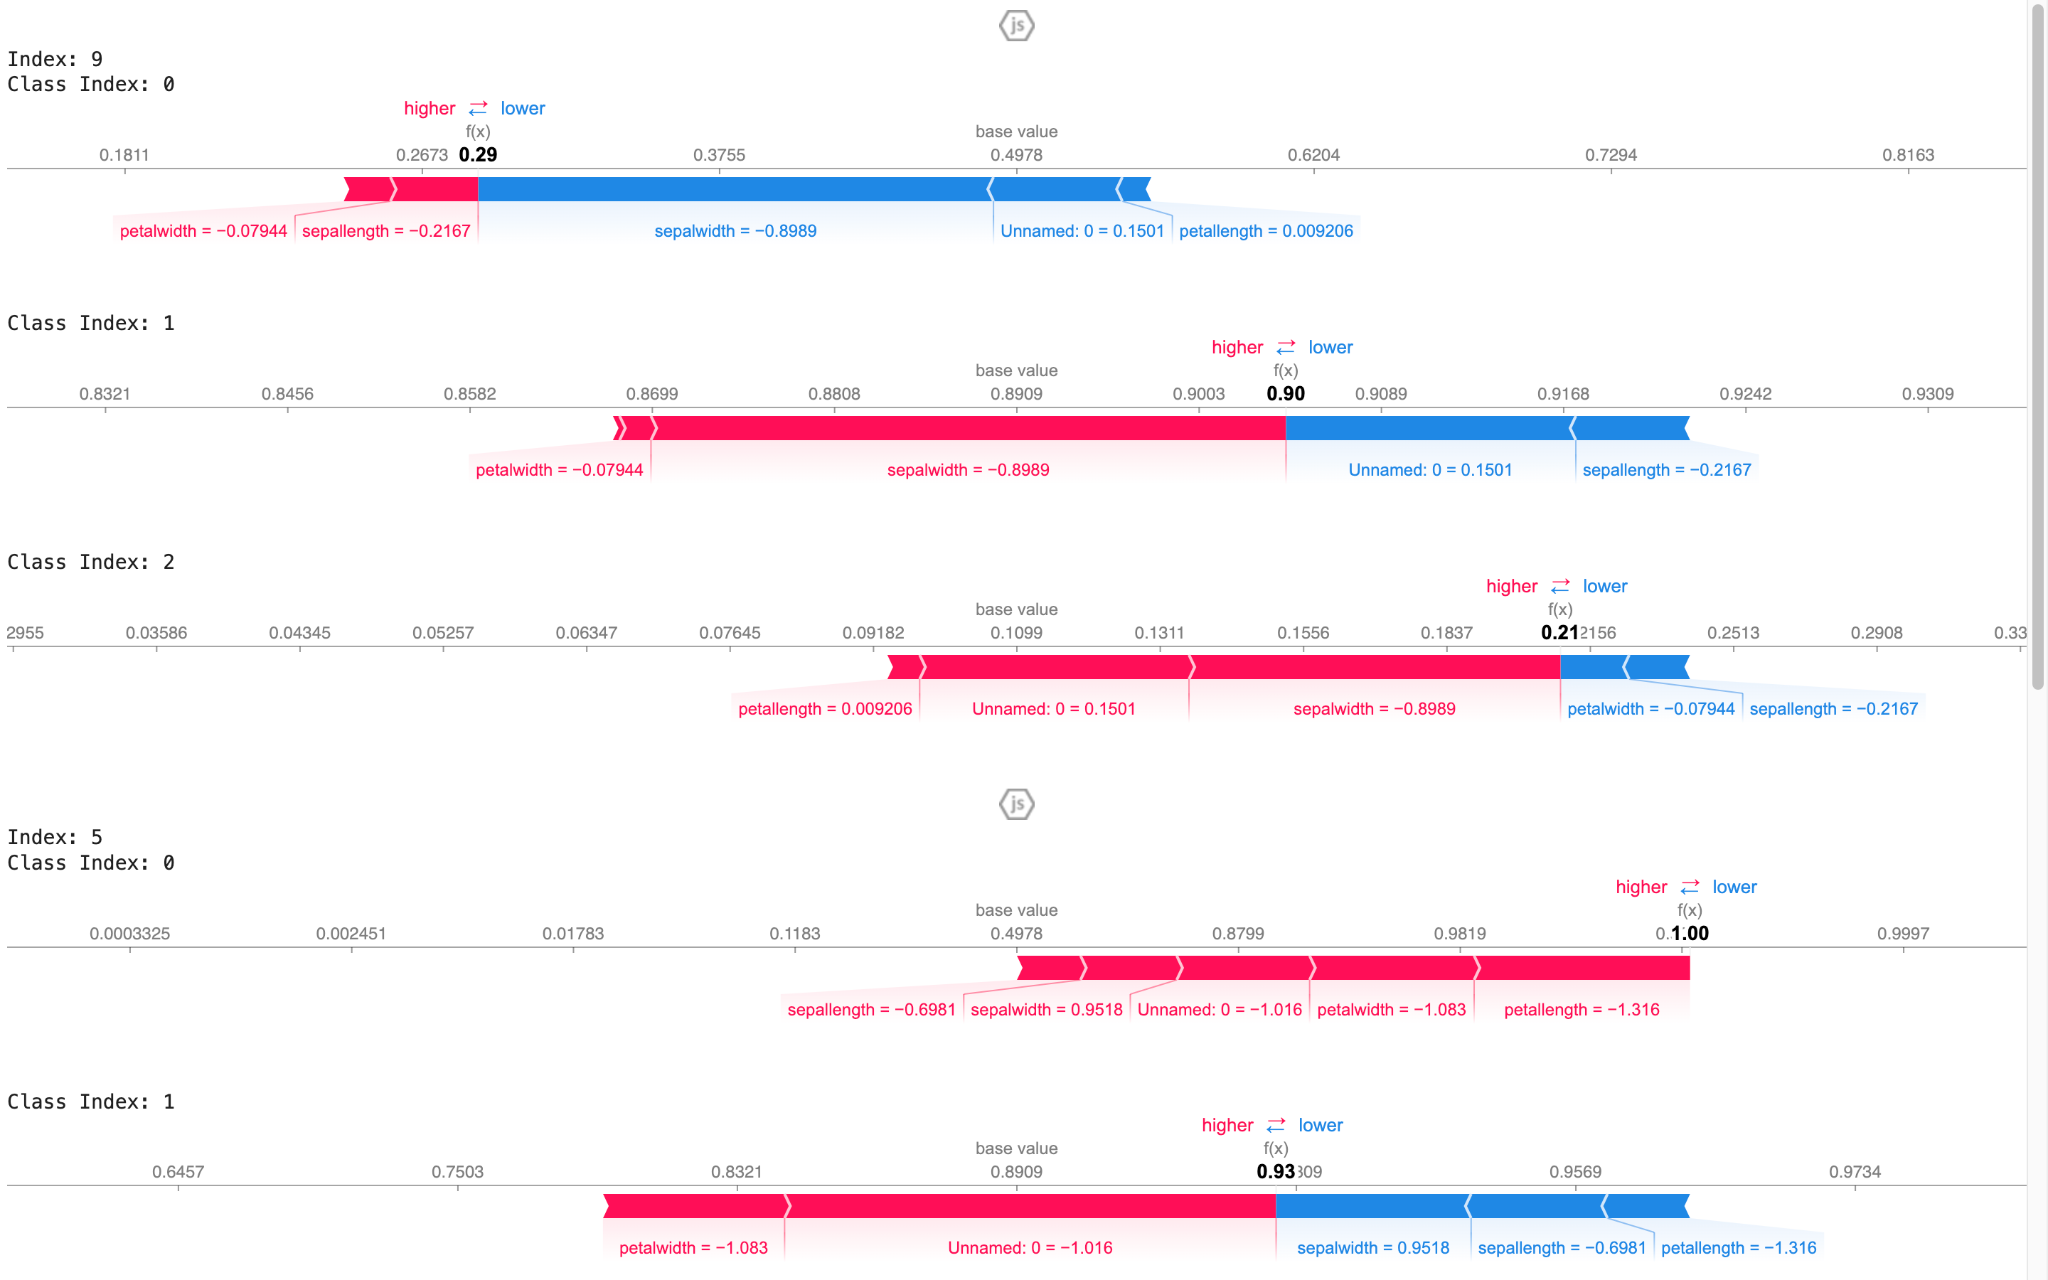 js
Index: 9
Class Index: 0
higher lower
f(x) base value
0.1811 0.2673 0.29 0.3755 0.4978 0.6204 0.7294 0.8163
petalwidth = −0.07944 sepallength = −0.2167 sepalwidth = −0.8989 Unnamed: 0 = 0.1501 petallength = 0.009206
Class Index: 1
higher lower
base value f(x)
0.8321 0.8456 0.8582 0.8699 0.8808 0.8909 0.9003 0.90 0.9089 0.9168 0.9242 0.9309
petalwidth = −0.07944 sepalwidth = −0.8989 Unnamed: 0 = 0.1501 sepallength = −0.2167
Class Index: 2
higher lower
base value f(x)
2955 0.03586 0.04345 0.05257 0.06347 0.07645 0.09182 0.1099 0.1311 0.1556 0.1837 0.21 2156 0.2513 0.2908 0.33
petallength = 0.009206 Unnamed: 0 = 0.1501 sepalwidth = −0.8989 petalwidth = −0.07944 sepallength = −0.2167
js
Index: 5
Class Index: 0
higher lower
base value f(x)
0.0003325 0.002451 0.01783 0.1183 0.4978 0.8799 0.9819 1.00 0.9997
sepallength = −0.6981 sepalwidth = 0.9518 Unnamed: 0 = −1.016 petalwidth = −1.083 petallength = −1.316
Class Index: 1
higher lower
base value f(x)
0.6457 0.7503 0.8321 0.8909 0.93 309 0.9569 0.9734
petalwidth = −1.083 Unnamed: 0 = −1.016 sepalwidth = 0.9518 sepallength = −0.6981 petallength = −1.316